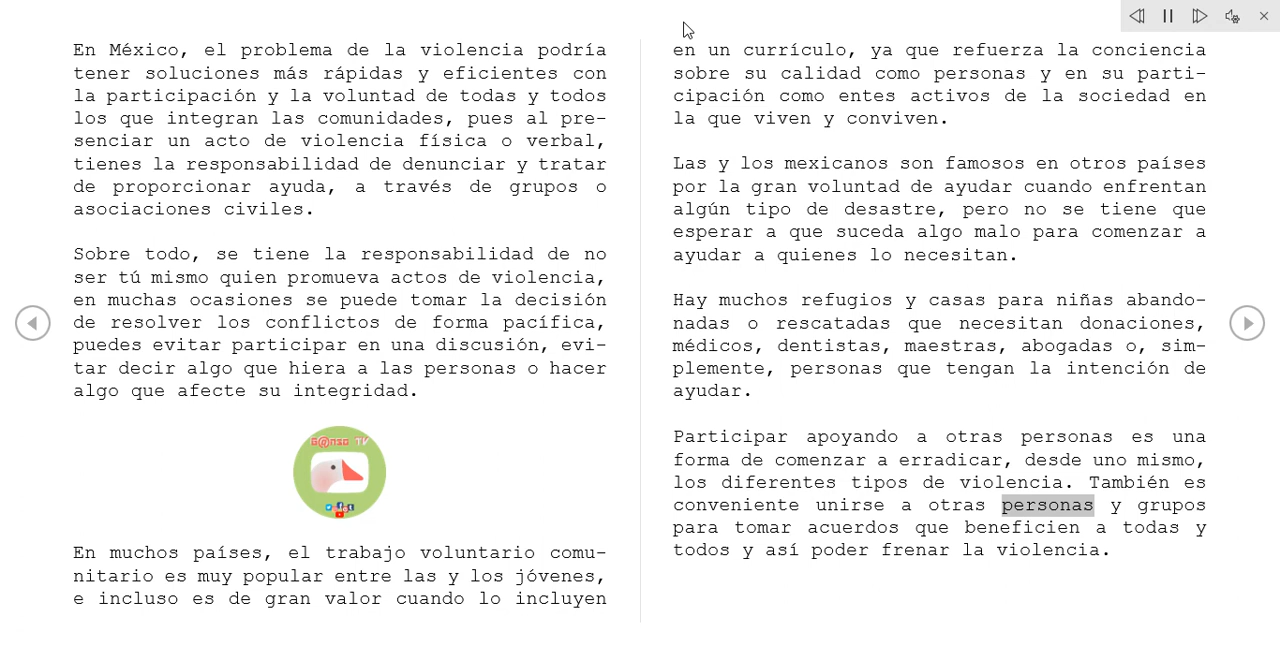 En México, el problema de la violencia podría
tener soluciones más rápidas y eficientes con
la participación y la voluntad de todas y todos
los que integran las comunidades, pues al pre-
senciar un acto de violencia física o verbal,
tienes la responsabilidad de denunciar y tratar
de proporcionar ayuda, a través de grupos o
asociaciones civiles.
Sobre todo, se tiene la responsabilidad de no
ser tú mismo quien promueva actos de violencia,
en muchas ocasiones se puede tomar la decisión
de resolver los conflictos de forma pacífica,
puedes evitar participar en una discusión, evi-
tar decir algo que hiera a las personas o hacer
algo que afecte su integridad.
G@nso TV
En muchos países, el trabajo voluntario comu-
nitario es muy popular entre las y los jóvenes,
e incluso es de gran valor cuando lo incluyen
en un currículo, ya que refuerza la conciencia
sobre su calidad como personas y en su parti-
cipación como entes activos de la sociedad en
la que viven y conviven.
Las y los mexicanos son famosos en otros países
por la gran voluntad de ayudar cuando enfrentan
algún tipo de desastre, pero no se tiene que
esperar a que suceda algo malo para comenzar a
ayudar a quienes lo necesitan.
Hay muchos refugios y casas para niñas abando-
nadas o rescatadas que necesitan donaciones,
médicos, dentistas, maestras, abogadas o, sim-
plemente, personas que tengan la intención de
ayudar.
Participar apoyando a otras personas es una
forma de comenzar a erradicar, desde uno mismo,
los diferentes tipos de violencia. También es
conveniente unirse a otras personas y grupos
para tomar acuerdos que beneficien a todas y
todos y así poder frenar la violencia.